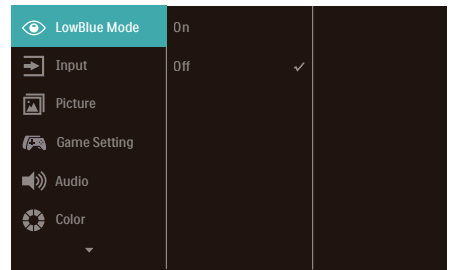 LowBlue Mode
On
Input
Off
Picture
Game Setting
Audio
Color